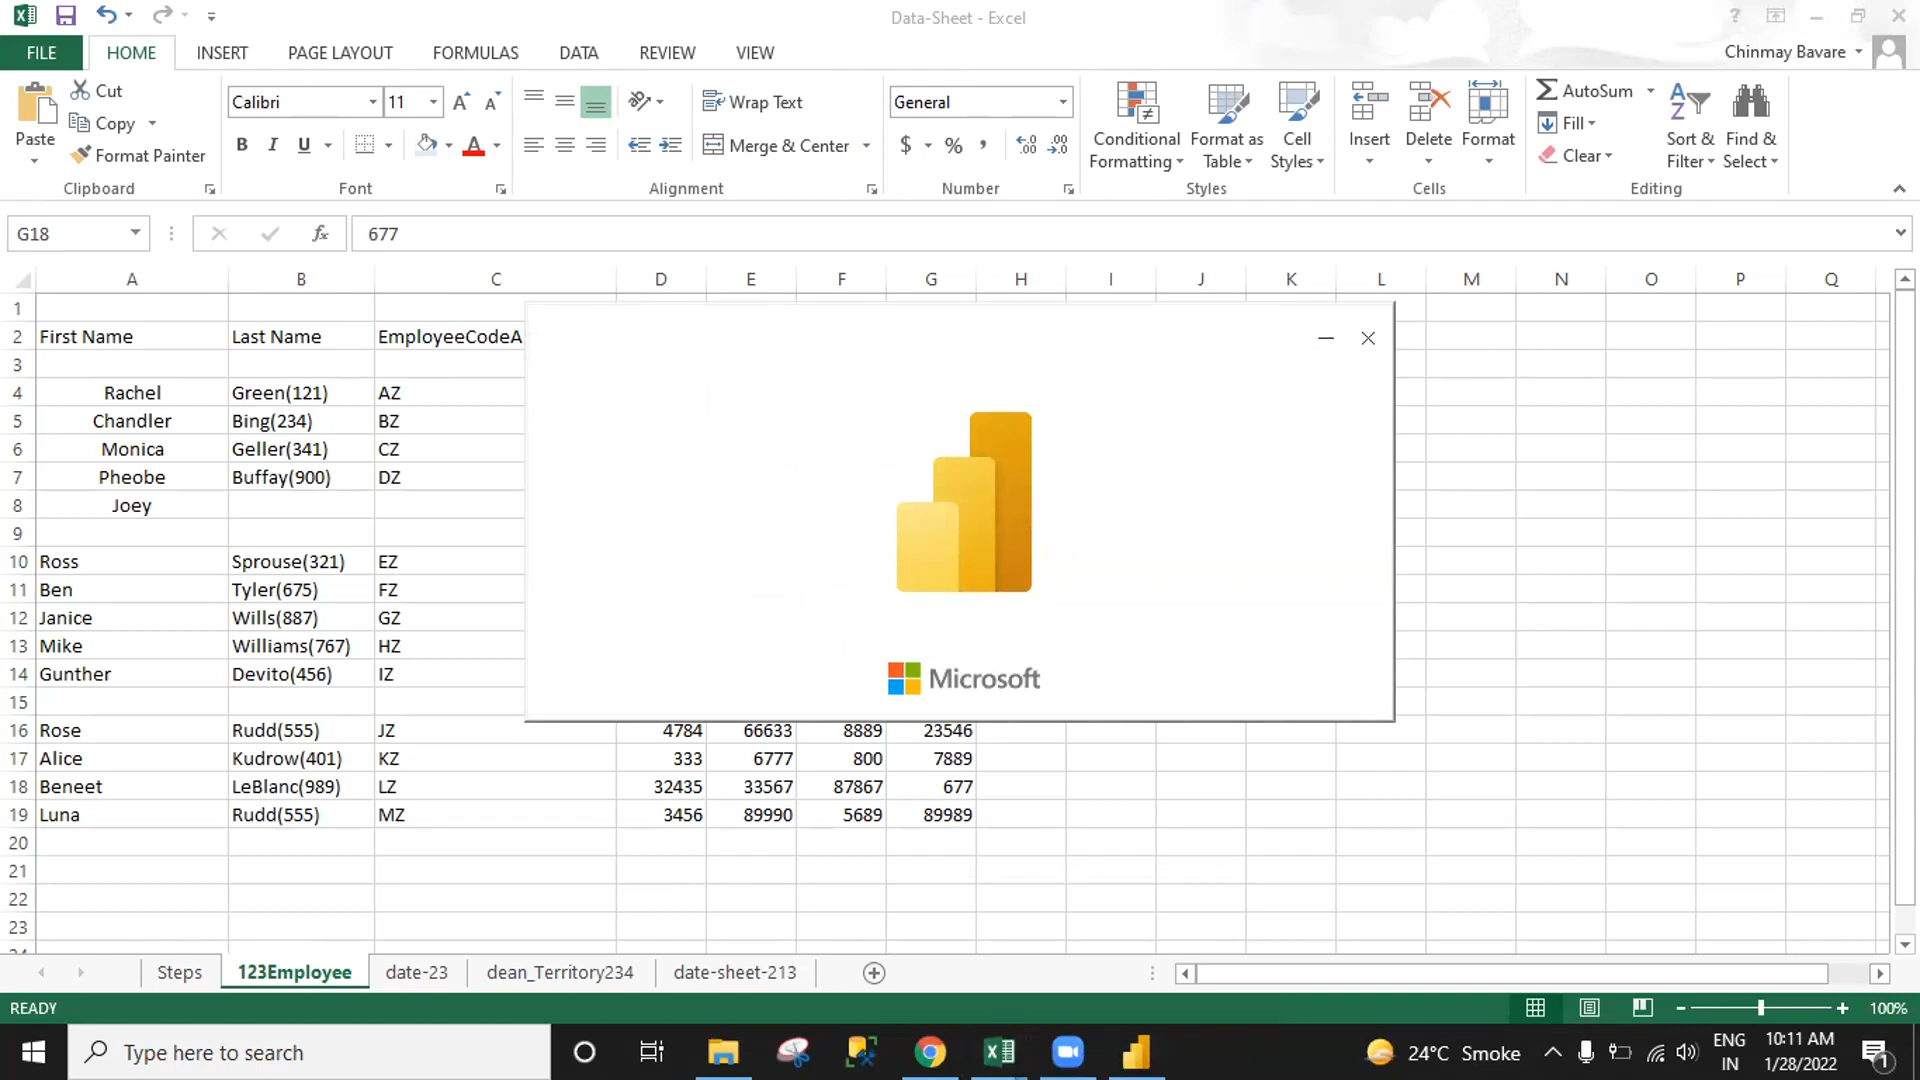 Data-Sheet - Excel
FILE HOME INSERT PAGE LAYOUT FORMULAS DATA REVIEW VIEW Chinmay Bavare
Paste Cut Copy Format Painter Clipboard
Calibri 11 B I U A Font
Wrap Text Merge & Center Alignment
General $ % , Number
Conditional Formatting Format as Table Cell Styles Styles
Insert Delete Format Cells
AutoSum Fill Clear Sort & Filter Find & Select Editing
G18 fx 677
A B C D E F G H I J K L M N O P Q
1
2 First Name Last Name EmployeeCodeA
3
4 Rachel Green(121) AZ
5 Chandler Bing(234) BZ
6 Monica Geller(341) CZ
7 Pheobe Buffay(900) DZ
8 Joey
9
10 Ross Sprouse(321) EZ
11 Ben Tyler(675) FZ
12 Janice Wills(887) GZ
13 Mike Williams(767) HZ
14 Gunther Devito(456) IZ
Microsoft
15
16 Rose Rudd(555) JZ 4784 66633 8889 23546
17 Alice Kudrow(401) KZ 333 6777 800 7889
18 Beneet LeBlanc(989) LZ 32435 33567 87867 677
19 Luna Rudd(555) MZ 3456 89990 5689 89989
20
21
22
23
Steps 123Employee date-23 dean_Territory234 date-sheet-213
READY 100%
Type here to search 24°C Smoke ENG IN 10:11 AM 1/28/2022 1